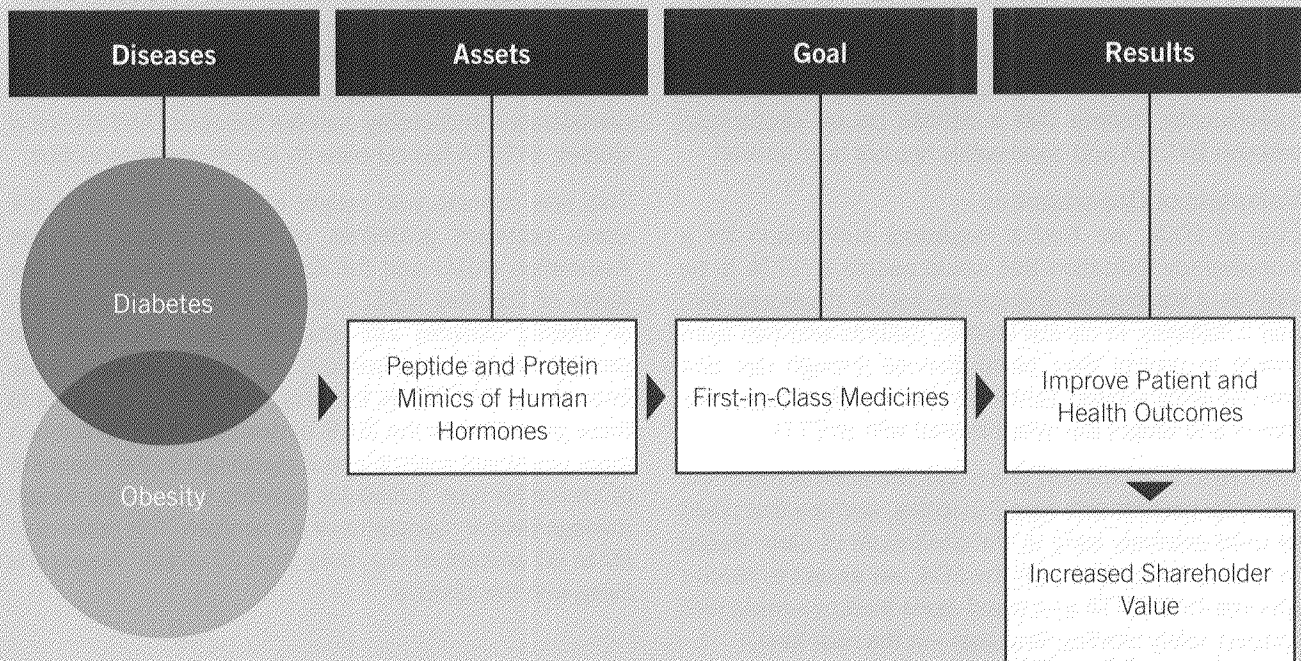 Diseases
Assets
Goal
Results
Diabetes
Obesity
Peptide and Protein
Mimics of Human
Hormones
First-in-Class Medicines
Improve Patient and
Health Outcomes
Increased Shareholder
Value